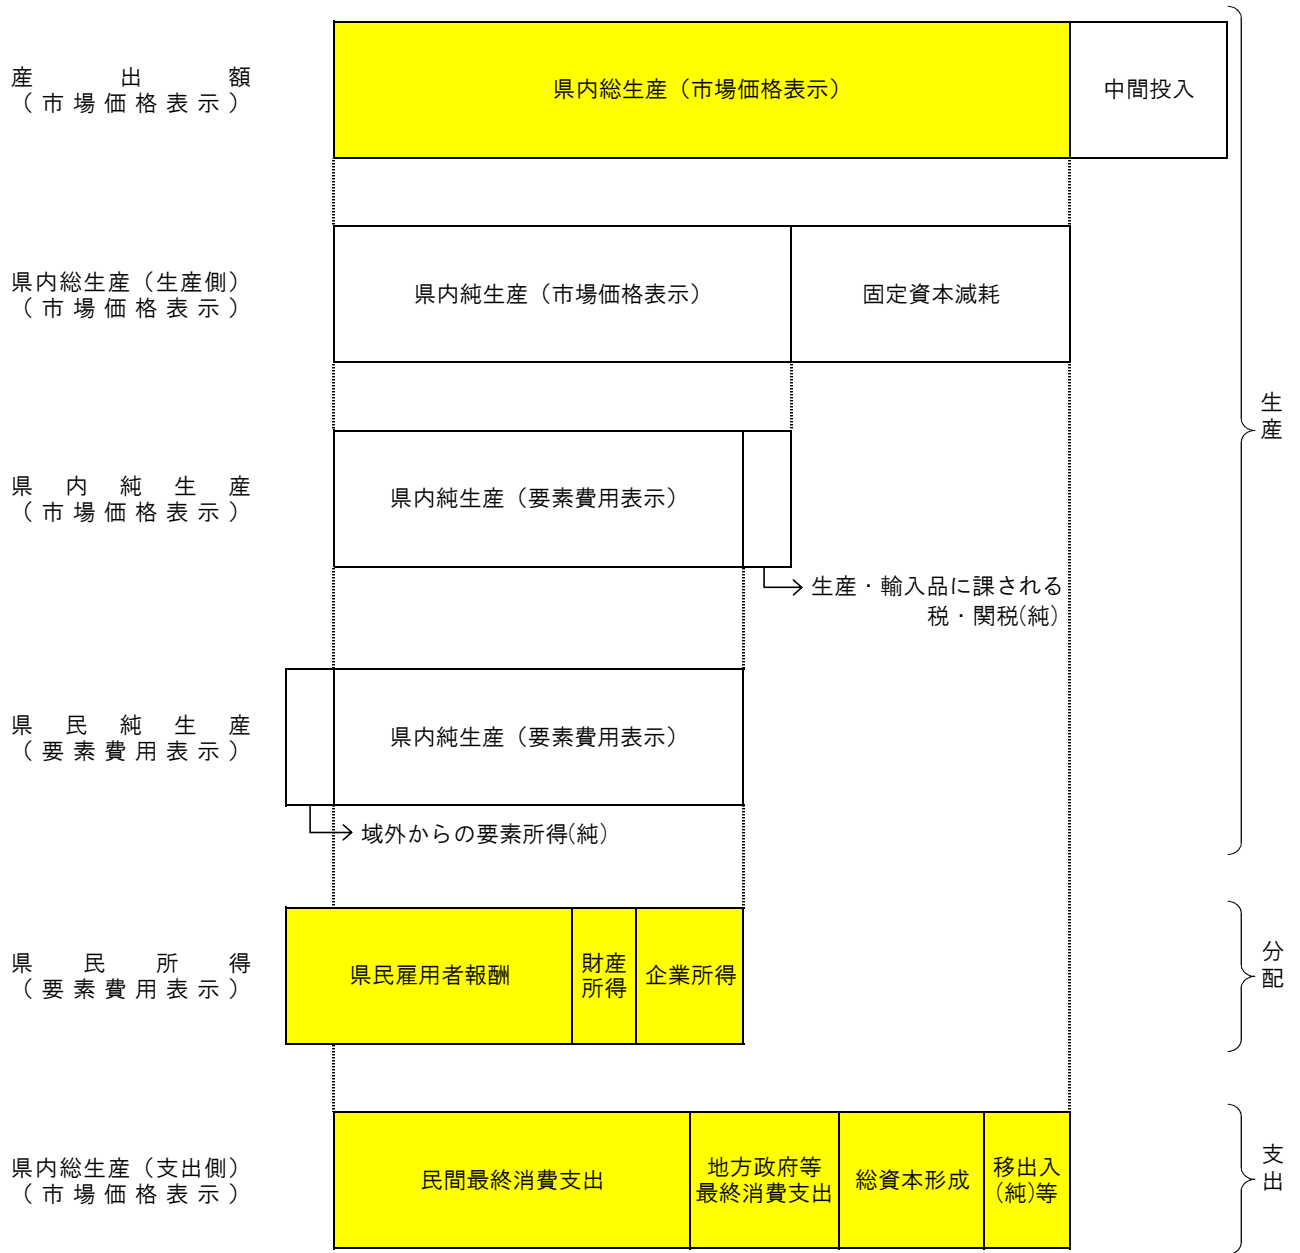 産出額
（市場価格表示）
県内総生産（市場価格表示）
中間投入
県内総生産（生産側）
（市場価格表示）
県内純生産（市場価格表示）
固定資本減耗
生
産
県内純生産
（市場価格表示）
県内純生産（要素費用表示）
生産・輸入品に課される
税・関税(純)
県民純生産
（要素費用表示）
県内純生産（要素費用表示）
域外からの要素所得(純)
県民所得
（要素費用表示）
県民雇用者報酬
財産
所得
企業所得
分
配
県内総生産（支出側）
（市場価格表示）
民間最終消費支出
地方政府等
最終消費支出
総資本形成
移出入
(純)等
支
出